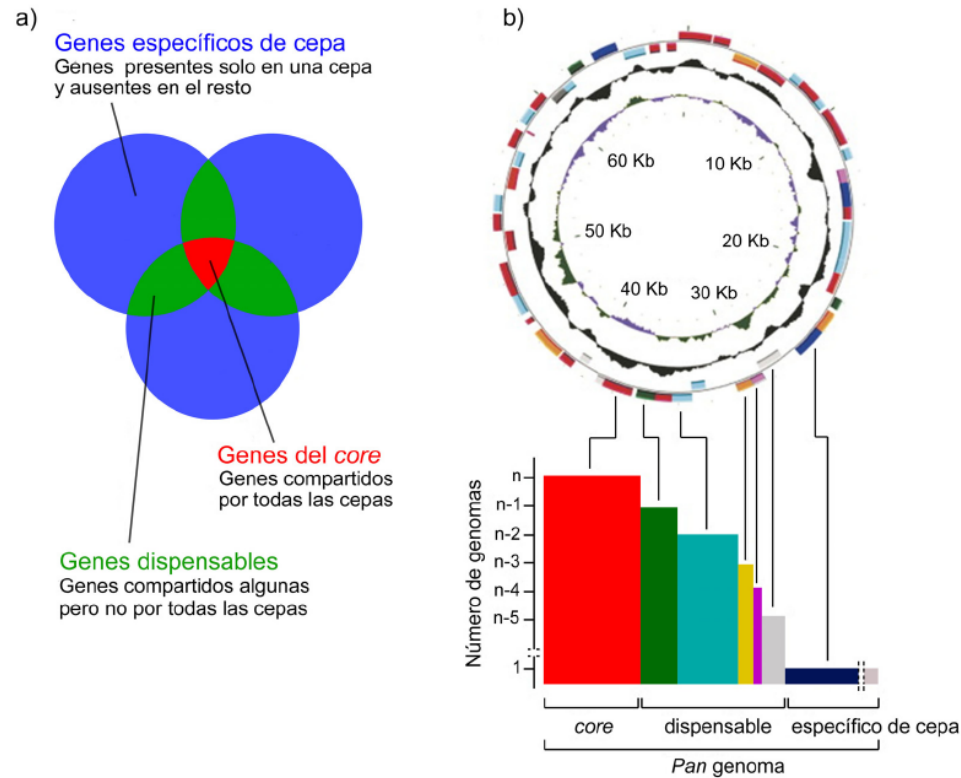 a)
Genes específicos de cepa
Genes presentes solo en una cepa
y ausentes en el resto
Genes del core
Genes compartidos
por todas las cepas
Genes dispensables
Genes compartidos algunas
pero no por todas las cepas
b)
60 Kb
10 Kb
50 Kb
20 Kb
40 Kb
30 Kb
Número de genomas
n
n-1
n-2
n-3
n-4
n-5
1
core
dispensable
específico de cepa
Pan genoma